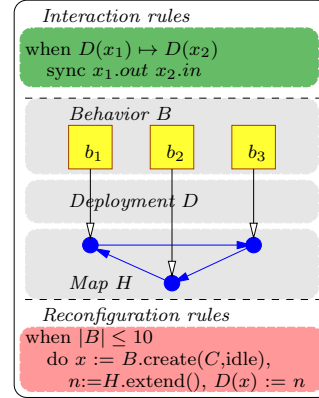 Interaction rules
when D(x₁) ↦ D(x₂)
sync x₁.out x₂.in
Behavior B
b₁ b₂ b₃
Deployment D
Map H
Reconfiguration rules
when |B| ≤ 10
do x := B.create(C,idle),
n:=H.extend(), D(x) := n